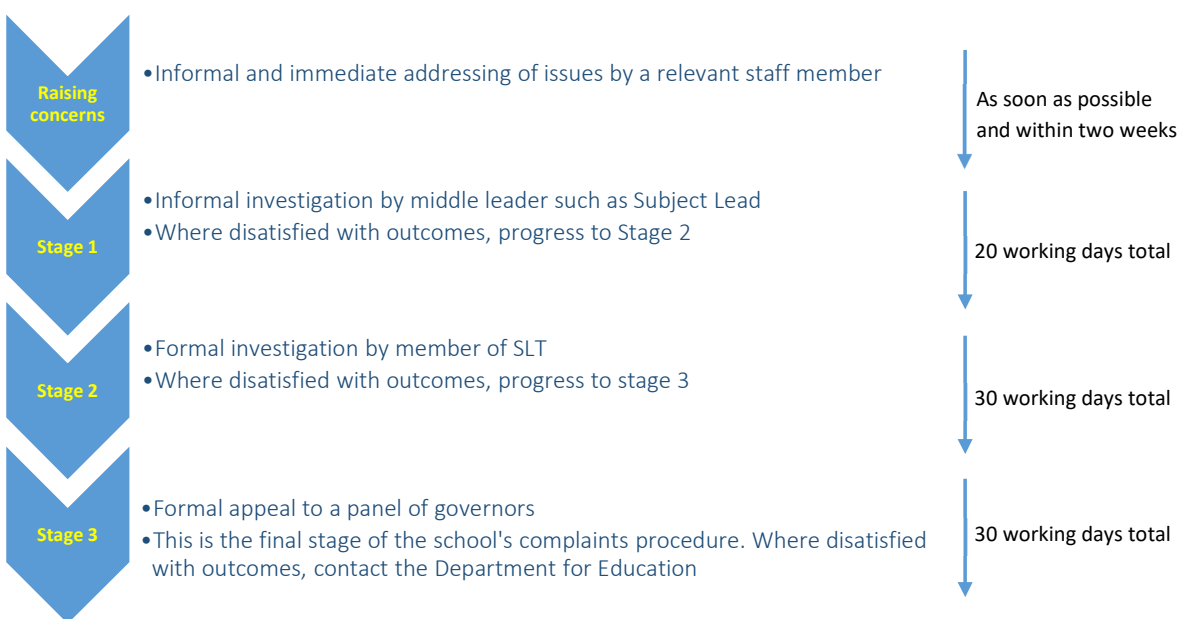 Raising
concerns
•Informal and immediate addressing of issues by a relevant staff member
As soon as possible
and within two weeks
Stage 1
•Informal investigation by middle leader such as Subject Lead
•Where disatisfied with outcomes, progress to Stage 2
20 working days total
Stage 2
•Formal investigation by member of SLT
•Where disatisfied with outcomes, progress to stage 3
30 working days total
Stage 3
•Formal appeal to a panel of governors
•This is the final stage of the school's complaints procedure. Where disatisfied
with outcomes, contact the Department for Education
30 working days total